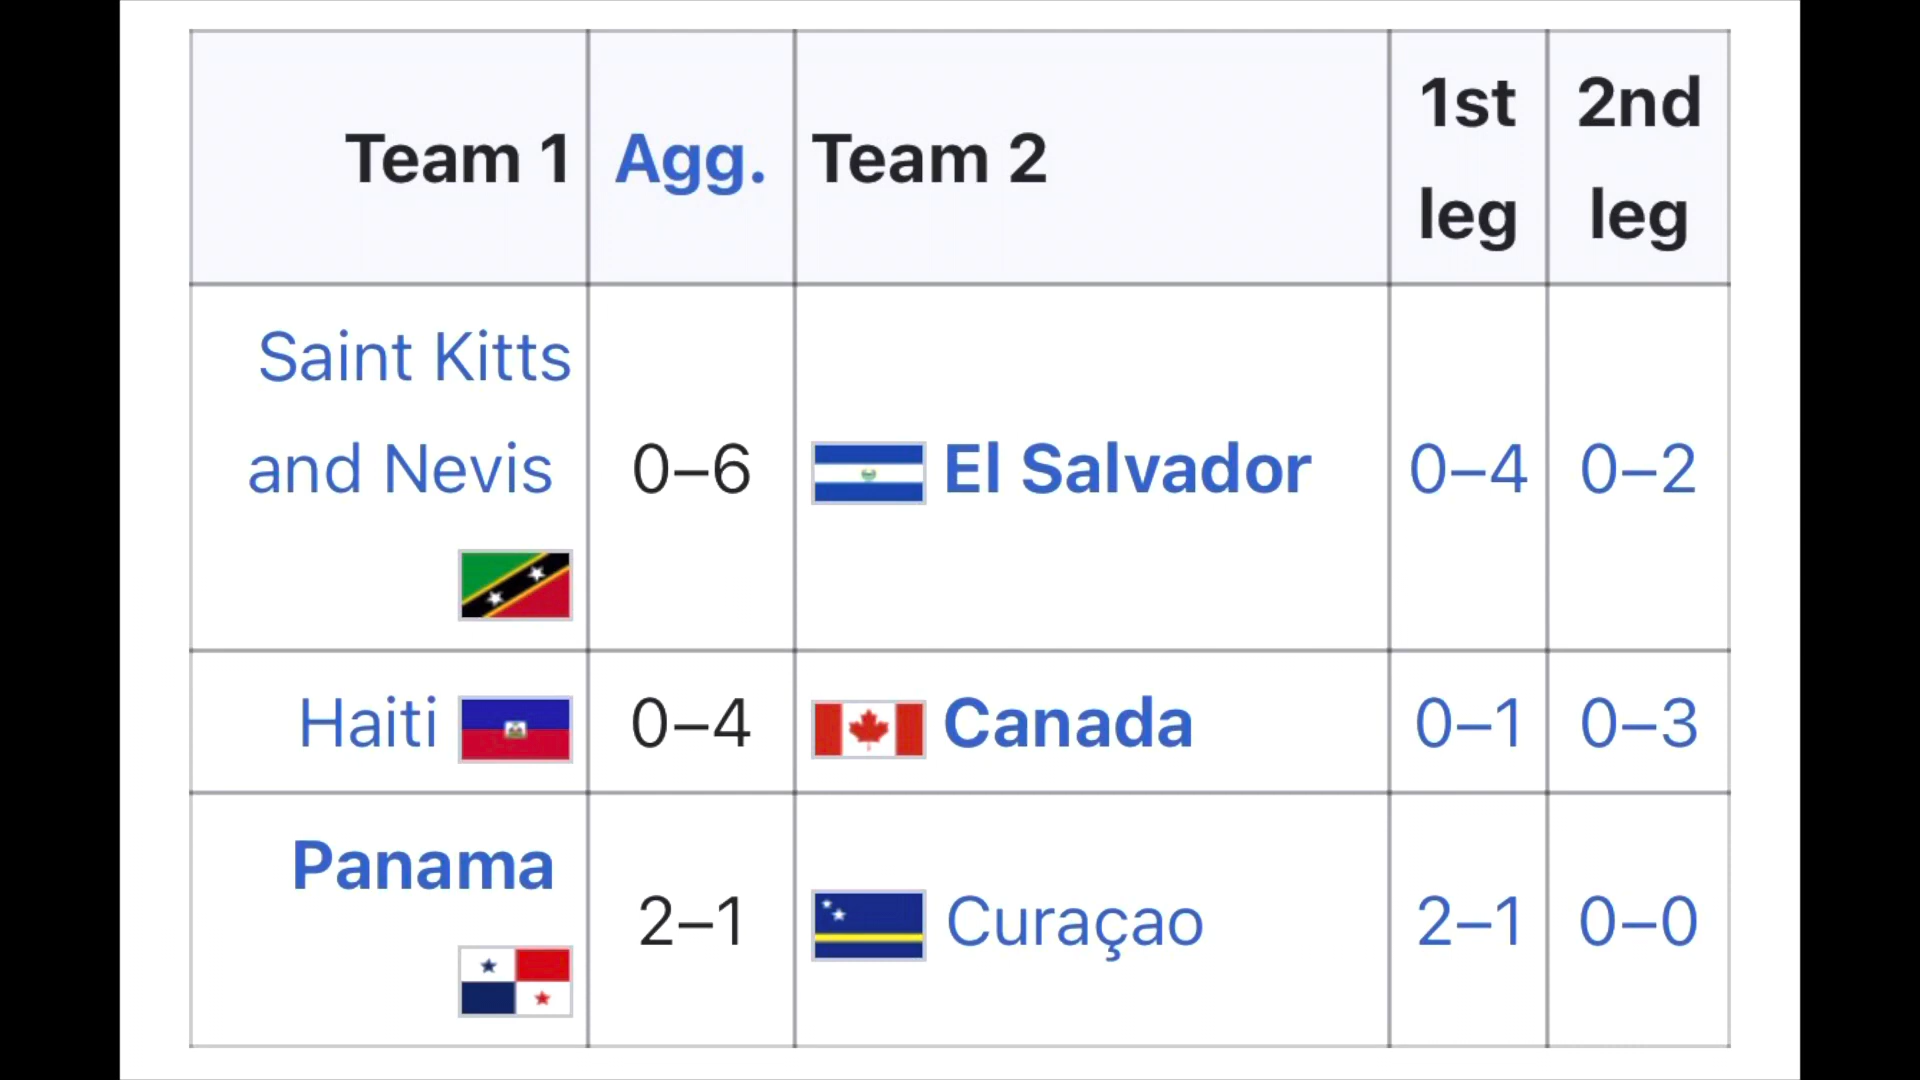 Team 1 Agg. Team 2 1st leg 2nd leg
Saint Kitts
and Nevis 0–6 El Salvador 0–4 0–2
Haiti 0–4 Canada 0–1 0–3
Panama 2–1 Curaçao 2–1 0–0